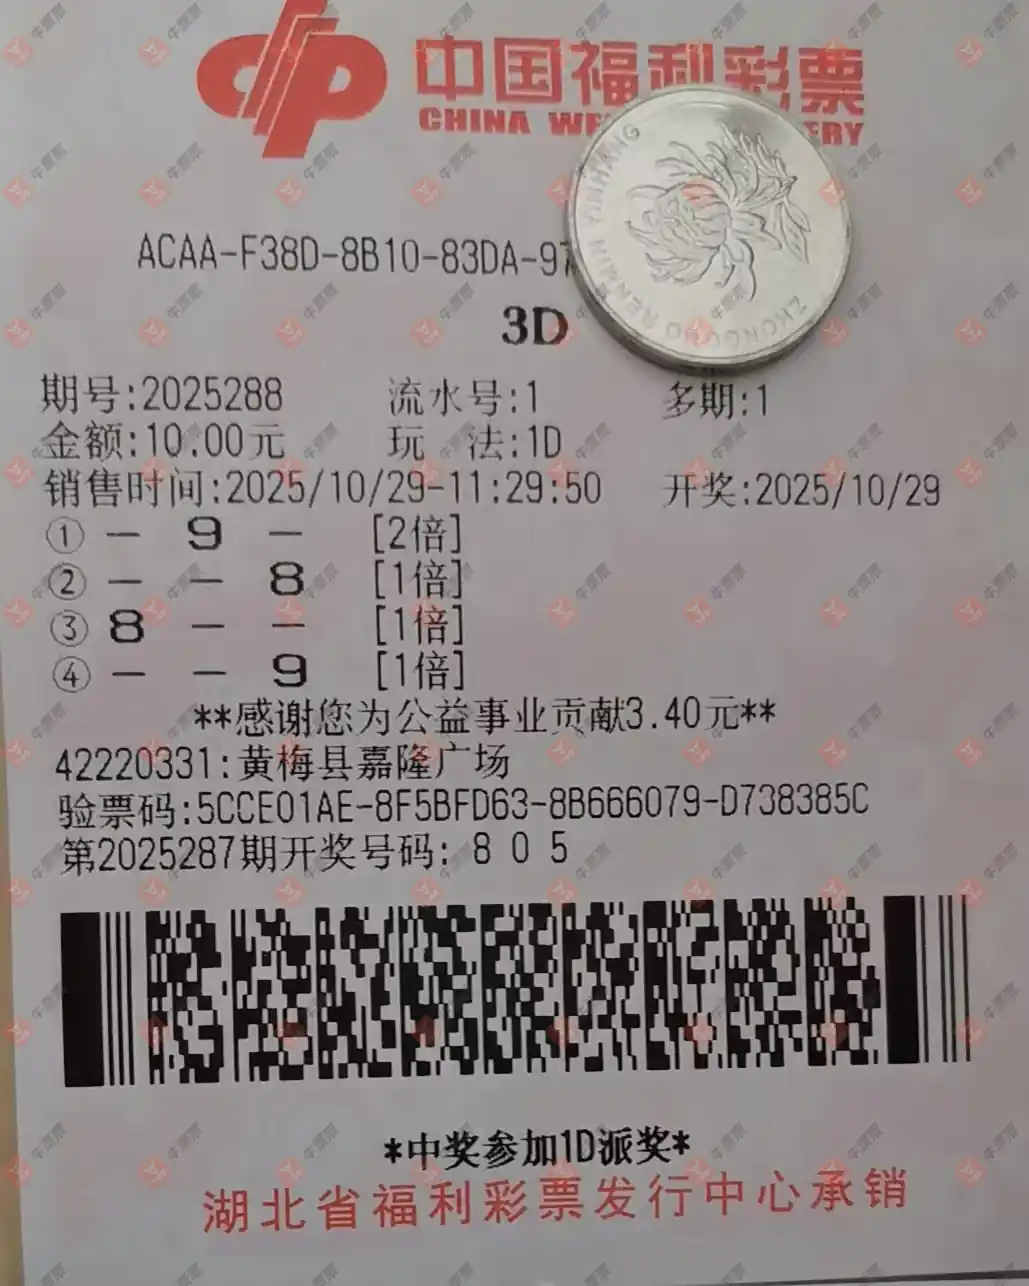 中国福利彩票
CHINA WE ERY
ACAA-F38D-8B10-83DA-97
3D
期号:2025288 流水号:1 多期:1
金额:10.00元 玩 法:1D
销售时间:2025/10/29-11:29:50 开奖:2025/10/29
① — 9 — [2倍]
② — — 8 [1倍]
③ 8 — — [1倍]
④ — — 9 [1倍]
**感谢您为公益事业贡献3.40元**
42220331:黄梅县嘉隆广场
验票码:5CCE01AE-8F5BFD63-8B666079-D738385C
第2025287期开奖号码: 8 0 5
*中奖参加1D派奖*
湖北省福利彩票发行中心承销
ZHONGGUO RENMIN YINHANG